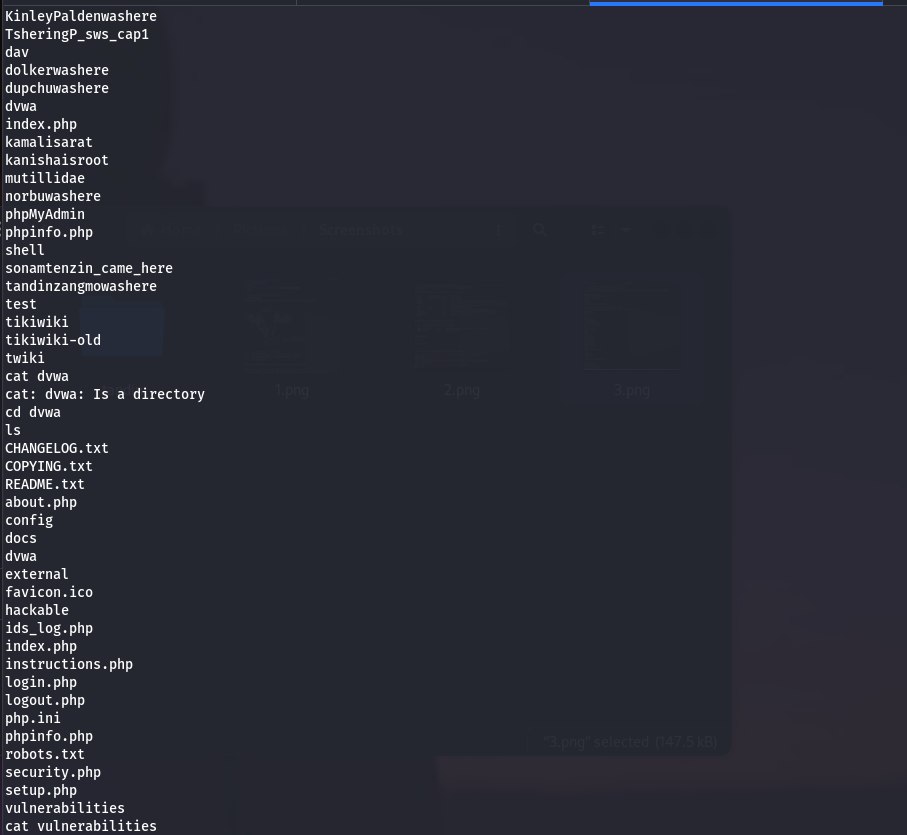 KinleyPaldenwashere
TsheringP_sws_cap1
dav
dolkerwashere
dupchuwashere
dvwa
index.php
kamalisarat
kanishaisroot
mutillidae
norbuwashere
phpMyAdmin
phpinfo.php
shell
sonamtenzin_came_here
tandinzangmowashere
test
tikiwiki
tikiwiki-old
twiki
cat dvwa
cat: dvwa: Is a directory
cd dvwa
ls
CHANGELOG.txt
COPYING.txt
README.txt
about.php
config
docs
dvwa
external
favicon.ico
hackable
ids_log.php
index.php
instructions.php
login.php
logout.php
php.ini
phpinfo.php
robots.txt
security.php
setup.php
vulnerabilities
cat vulnerabilities
Home Pictures Screenshots
1.png 2.png 3.png
"3.png" selected (147.5 kB)